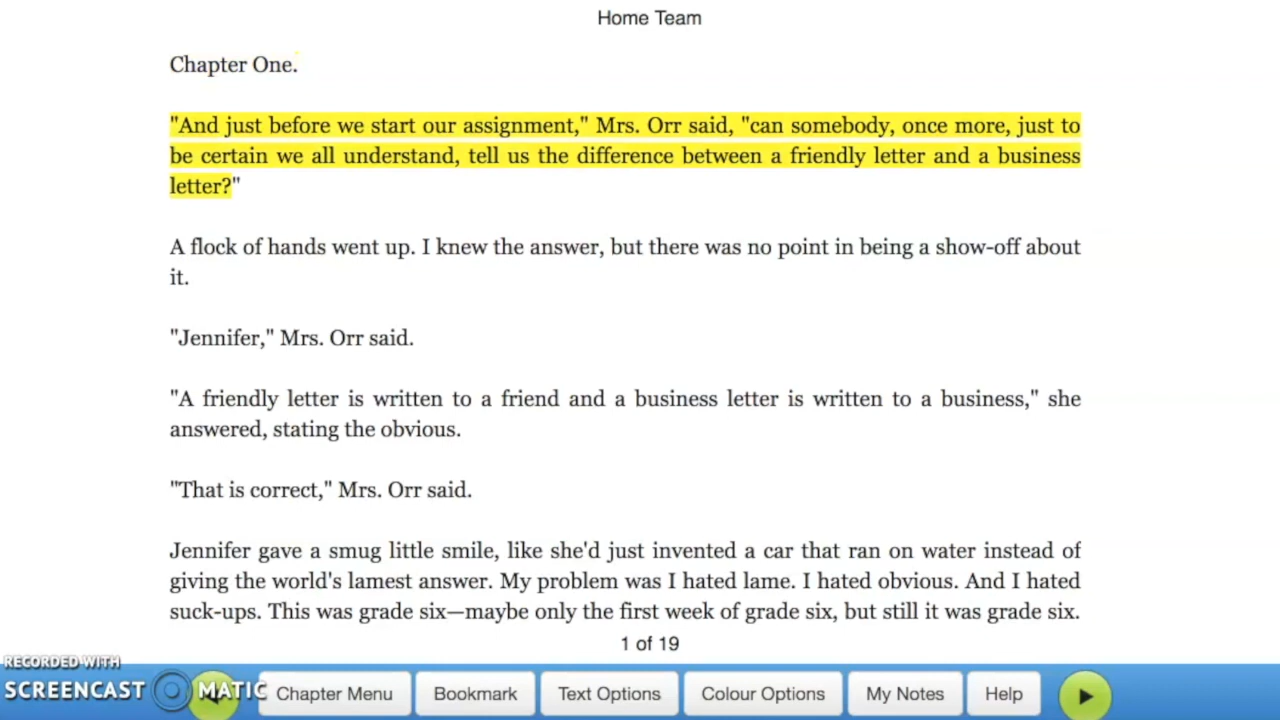 Home Team
Chapter One.
"And just before we start our assignment," Mrs. Orr said, "can somebody, once more, just to
be certain we all understand, tell us the difference between a friendly letter and a business
letter?"
A flock of hands went up. I knew the answer, but there was no point in being a show-off about
it.
"Jennifer," Mrs. Orr said.
"A friendly letter is written to a friend and a business letter is written to a business," she
answered, stating the obvious.
"That is correct," Mrs. Orr said.
Jennifer gave a smug little smile, like she'd just invented a car that ran on water instead of
giving the world's lamest answer. My problem was I hated lame. I hated obvious. And I hated
suck-ups. This was grade six—maybe only the first week of grade six, but still it was grade six.
1 of 19
RECORDED WITH
SCREENCAST MATIC
Chapter Menu Bookmark Text Options Colour Options My Notes Help